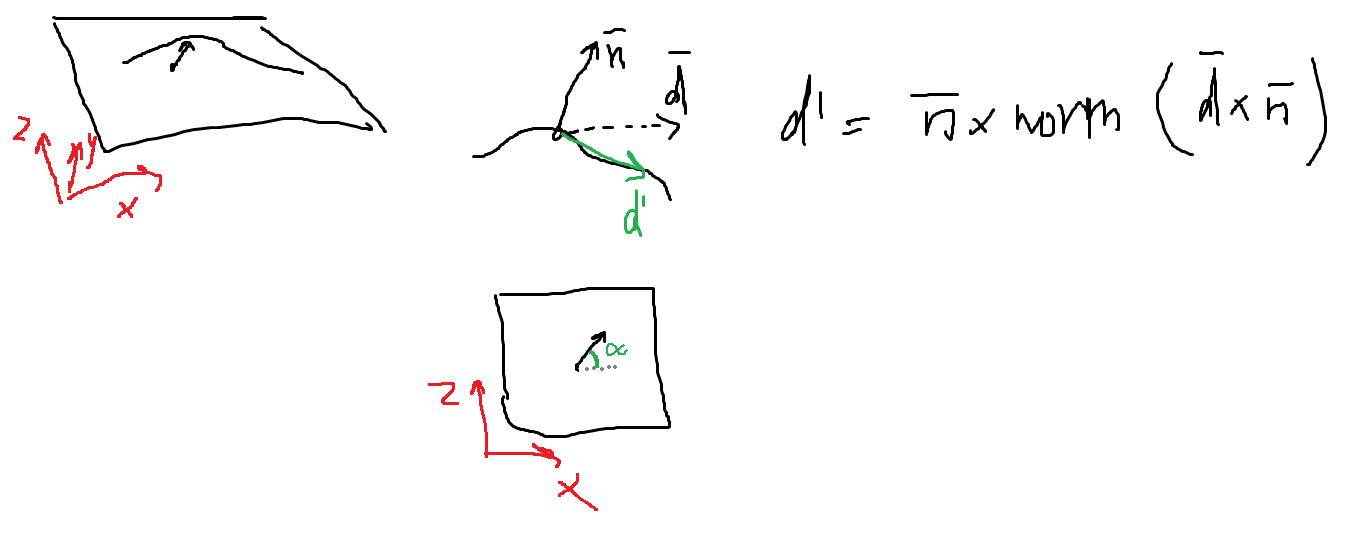 n̄
d̄
d' = n̄ × norm (d̄ × n̄)
z
y
x
d'
α
z
x